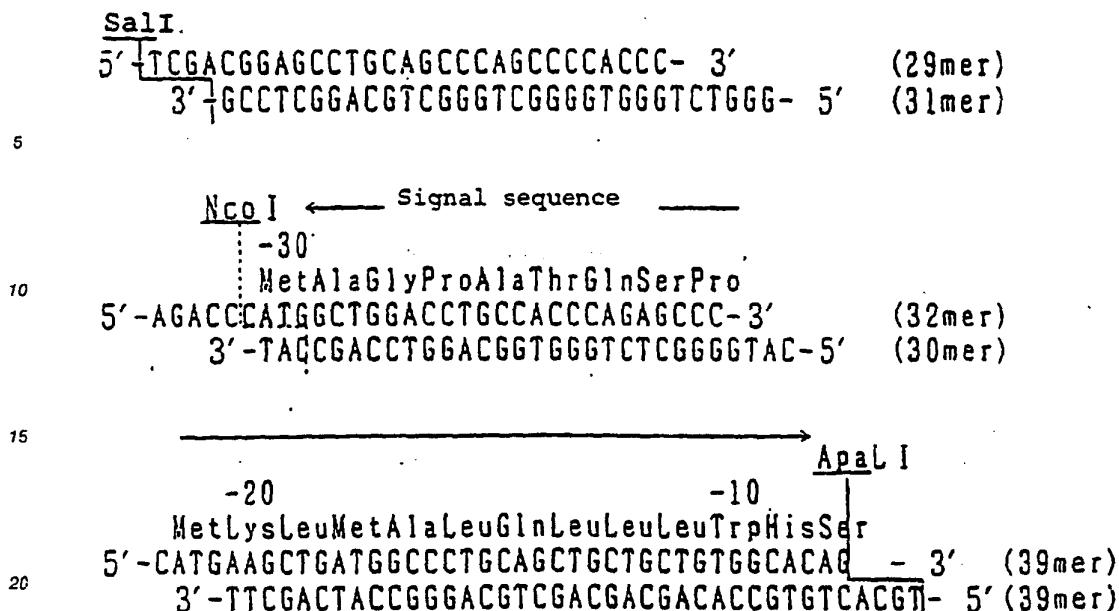 SalI.
5'-TCGACGGAGCCTGCAGCCCAGCCCCACCC- 3' (29mer)
3'-GCCTCGGACGTCGGGTCGGGGTGGGTCTGGG- 5' (31mer)
5
Nco I ← Signal sequence
-30
MetAlaGlyProAlaThrGlnSerPro
10
5'-AGACCCATGGCTGGACCTGCCACCCAGAGCCC-3' (32mer)
3'-TACCGACCTGGACGGTGGGTCTCGGGGTAC-5' (30mer)
15
ApaL I
-20 -10
MetLysLeuMetAlaLeuGlnLeuLeuLeuTrpHisSer
5'-CATGAAGCTGATGGCCCTGCAGCTGCTGCTGTGGCACAG - 3' (39mer)
20
3'-TTCGACTACCGGGACGTCGACGACGACACCGTGTCACGT- 5' (39mer)